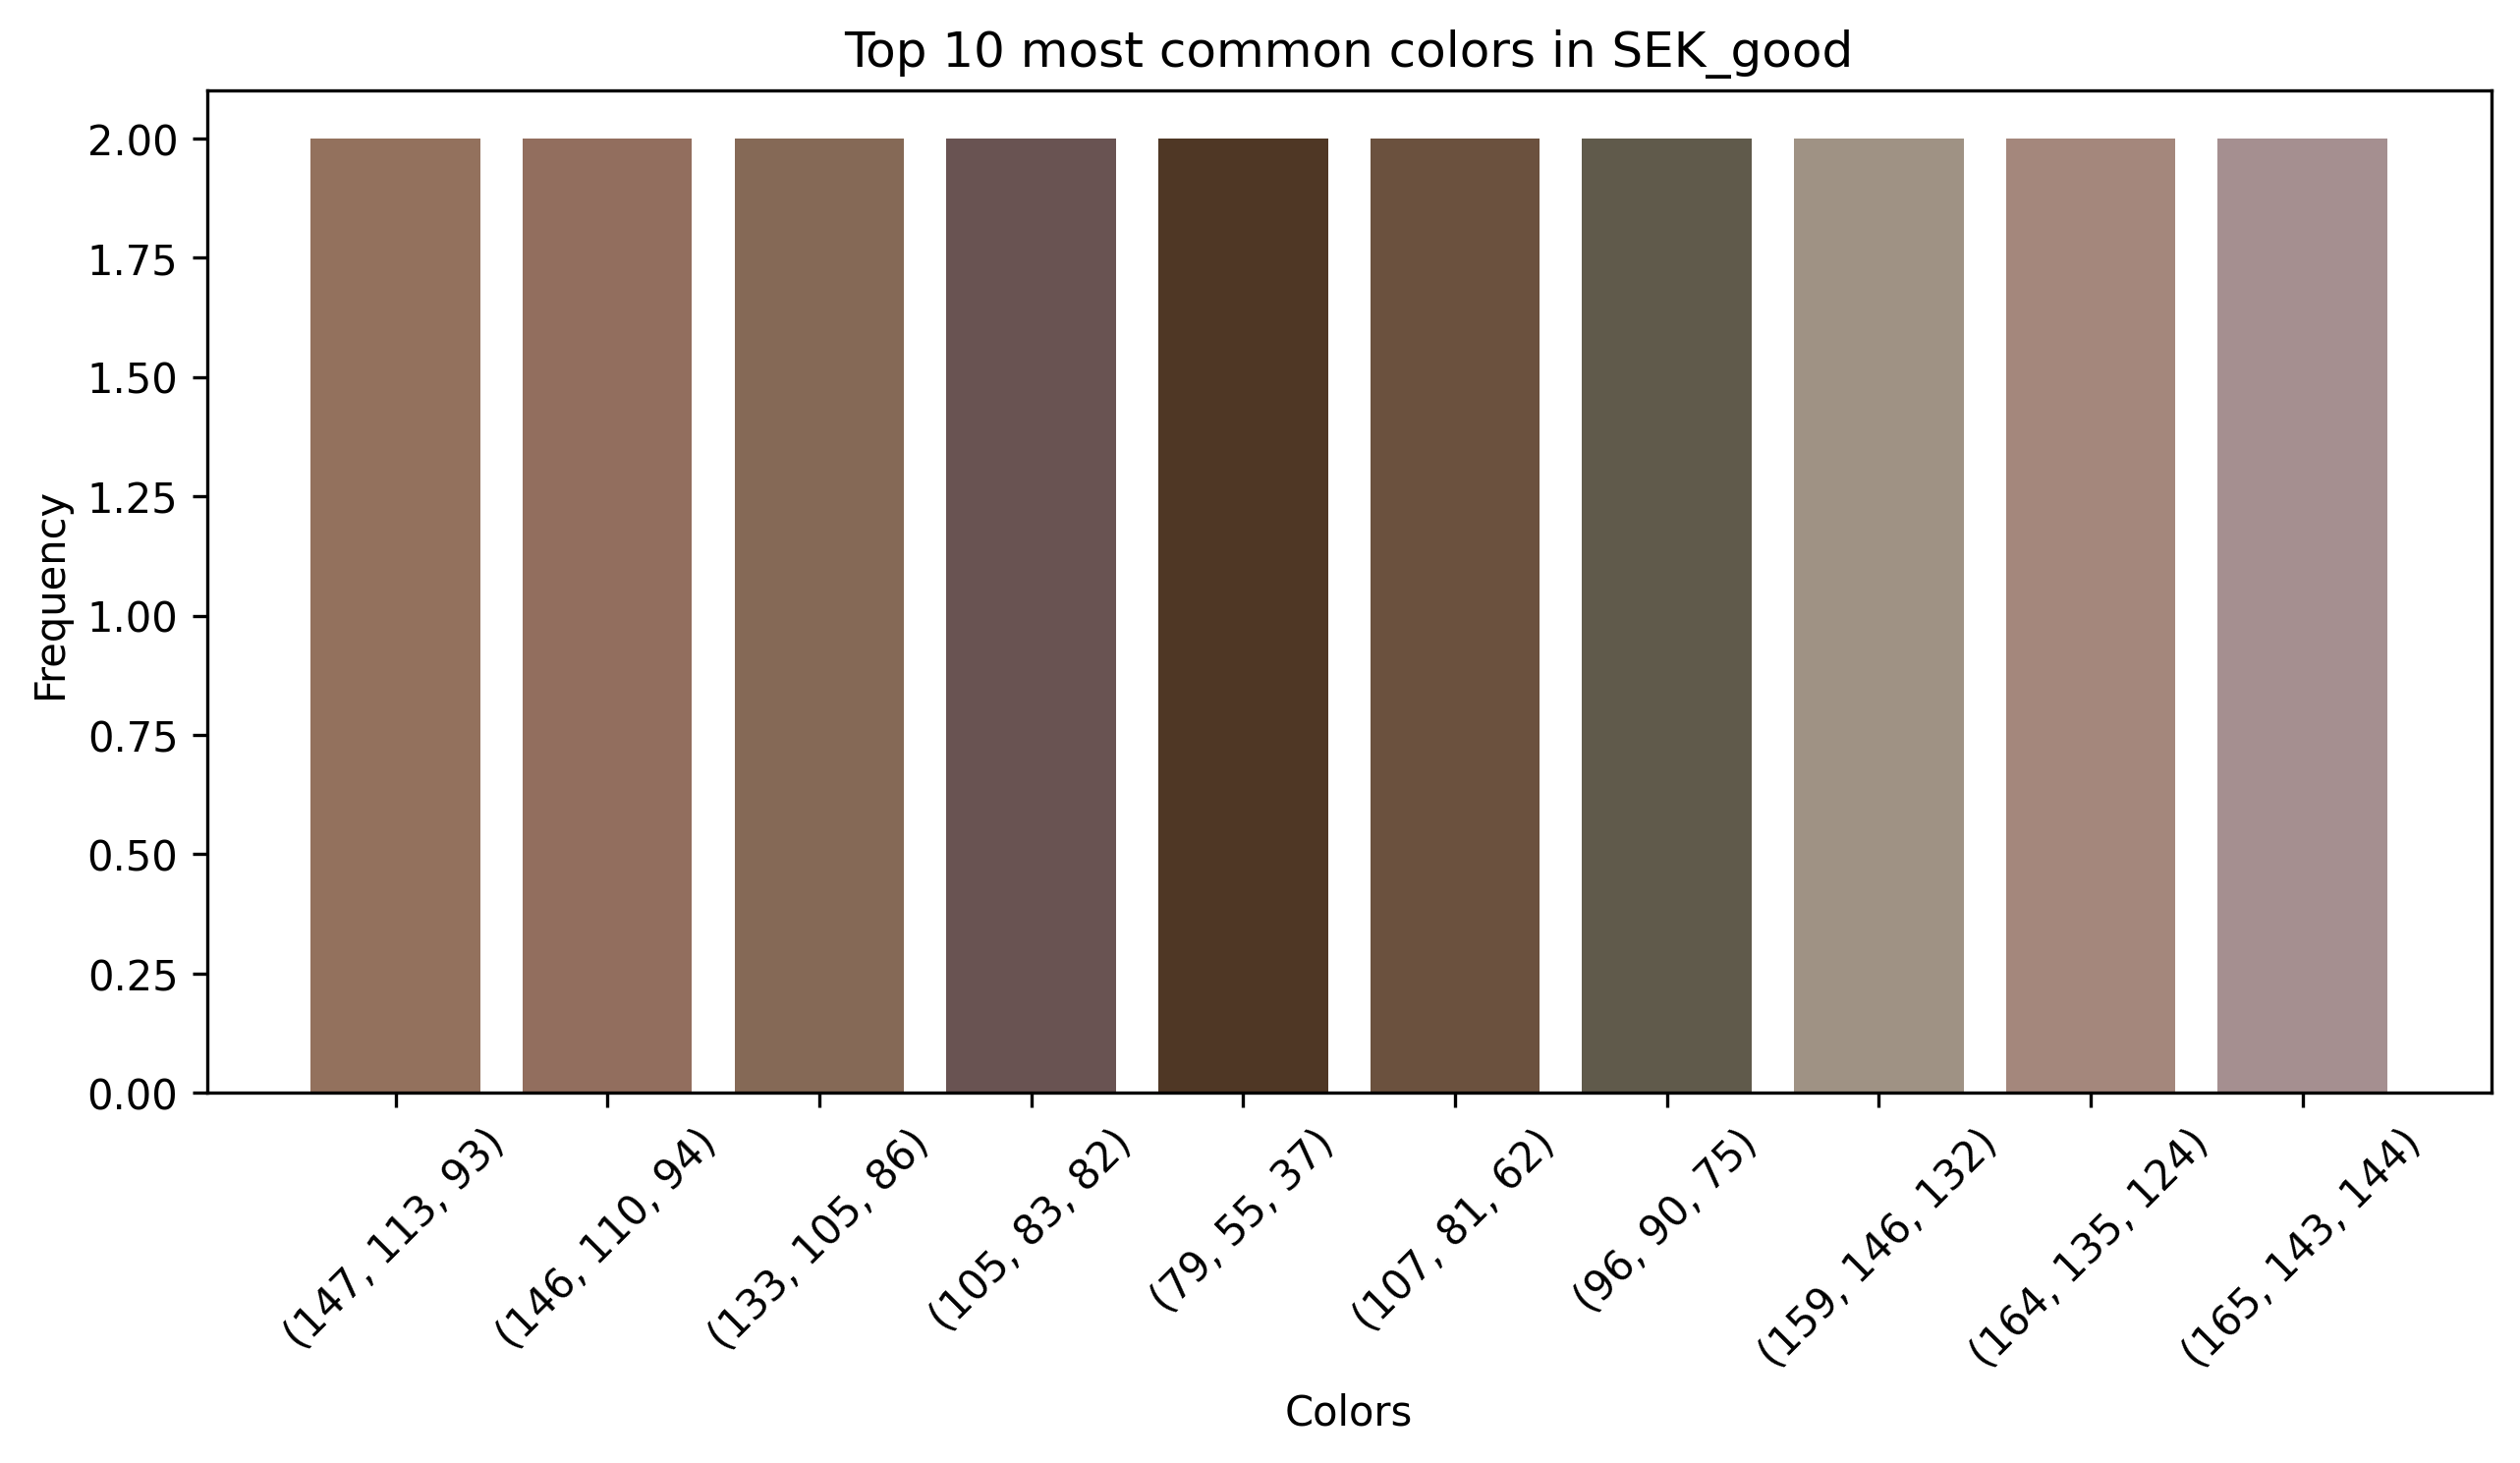 Top 10 most common colors in SEK_good
Frequency
2.00
1.75
1.50
1.25
1.00
0.75
0.50
0.25
0.00
(147, 113, 93)
(146, 110, 94)
(133, 105, 86)
(105, 83, 82)
(79, 55, 37)
(107, 81, 62)
(96, 90, 75)
(159, 146, 132)
(164, 135, 124)
(165, 143, 144)
Colors